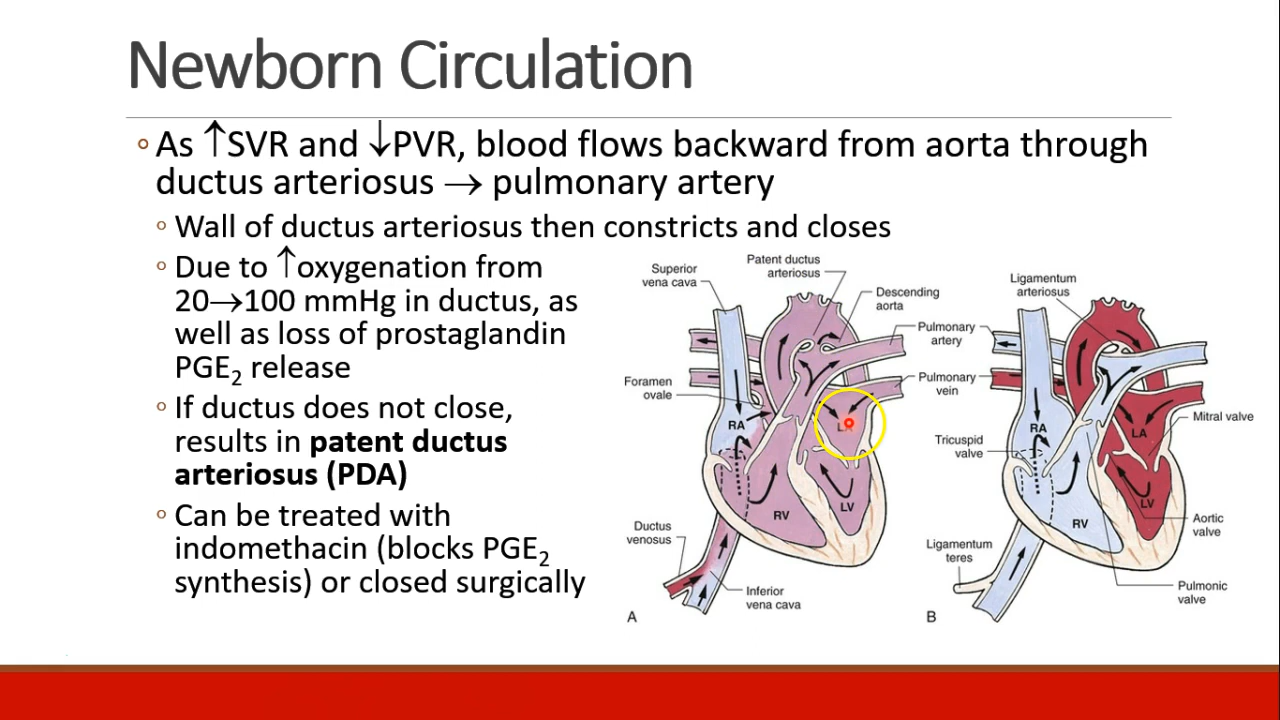 Newborn Circulation
◦ As ↑SVR and ↓PVR, blood flows backward from aorta through
ductus arteriosus → pulmonary artery
◦ Wall of ductus arteriosus then constricts and closes
◦ Due to ↑oxygenation from
20→100 mmHg in ductus, as
well as loss of prostaglandin
PGE2 release
◦ If ductus does not close,
results in patent ductus
arteriosus (PDA)
◦ Can be treated with
indomethacin (blocks PGE2
synthesis) or closed surgically
Superior
vena cava
Patent ductus
arteriosus
Descending
aorta
Pulmonary
artery
Pulmonary
vein
Foramen
ovale
RA
LA
RV
LV
Ductus
venosus
Inferior
vena cava
A
Ligamentum
arteriosus
Mitral valve
Tricuspid
valve
RA
LA
RV
LV
Aortic
valve
Ligamentum
teres
Pulmonic
valve
B